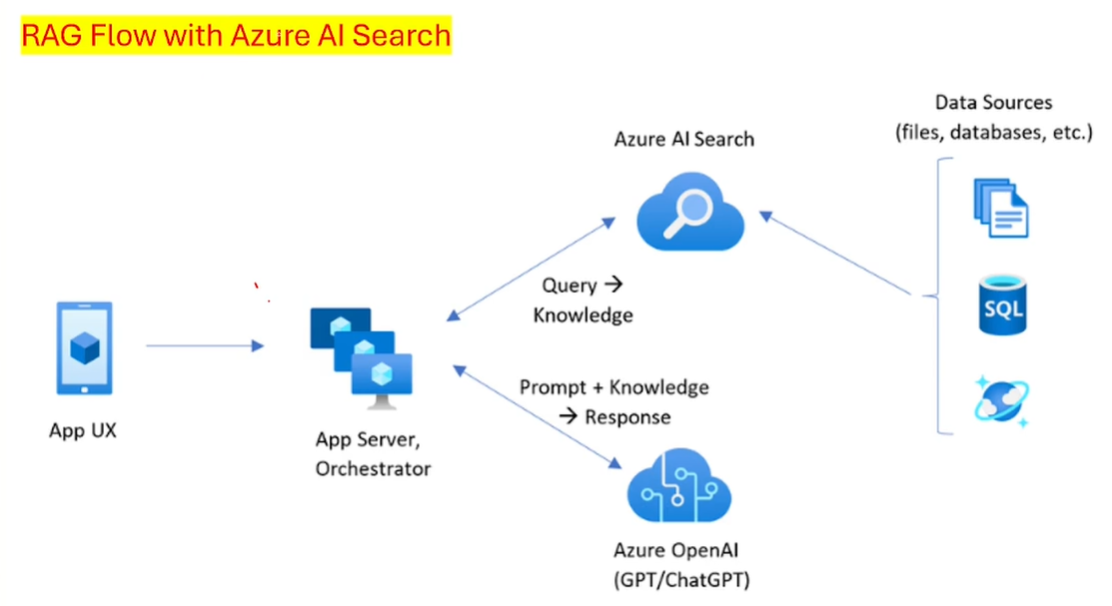 RAG Flow with Azure AI Search
Data Sources
(files, databases, etc.)
Azure AI Search
SQL
Query →
Knowledge
Prompt + Knowledge
→ Response
App UX
App Server,
Orchestrator
Azure OpenAI
(GPT/ChatGPT)